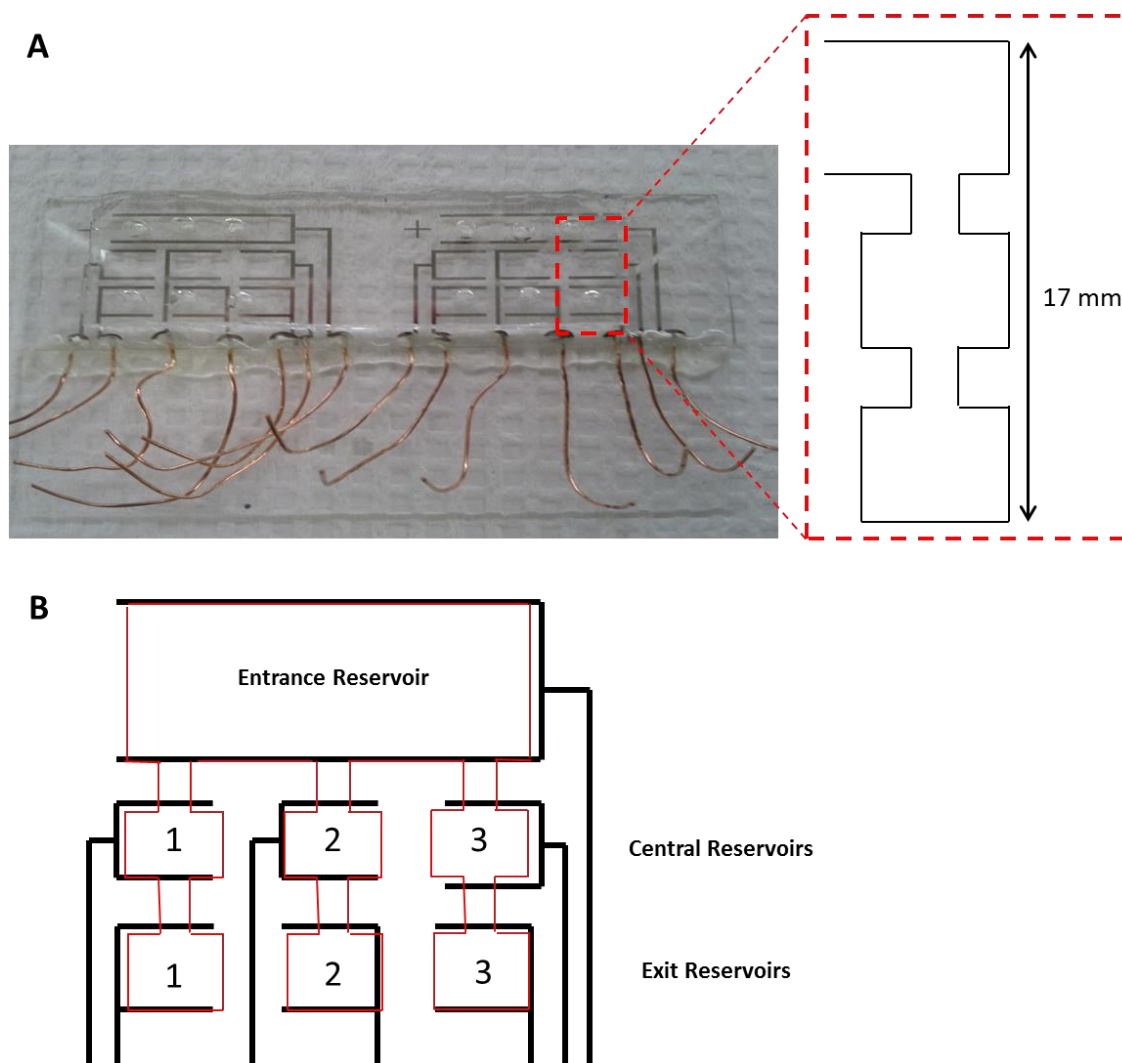 A
17 mm
B
Entrance Reservoir
1
2
3
Central Reservoirs
1
2
3
Exit Reservoirs